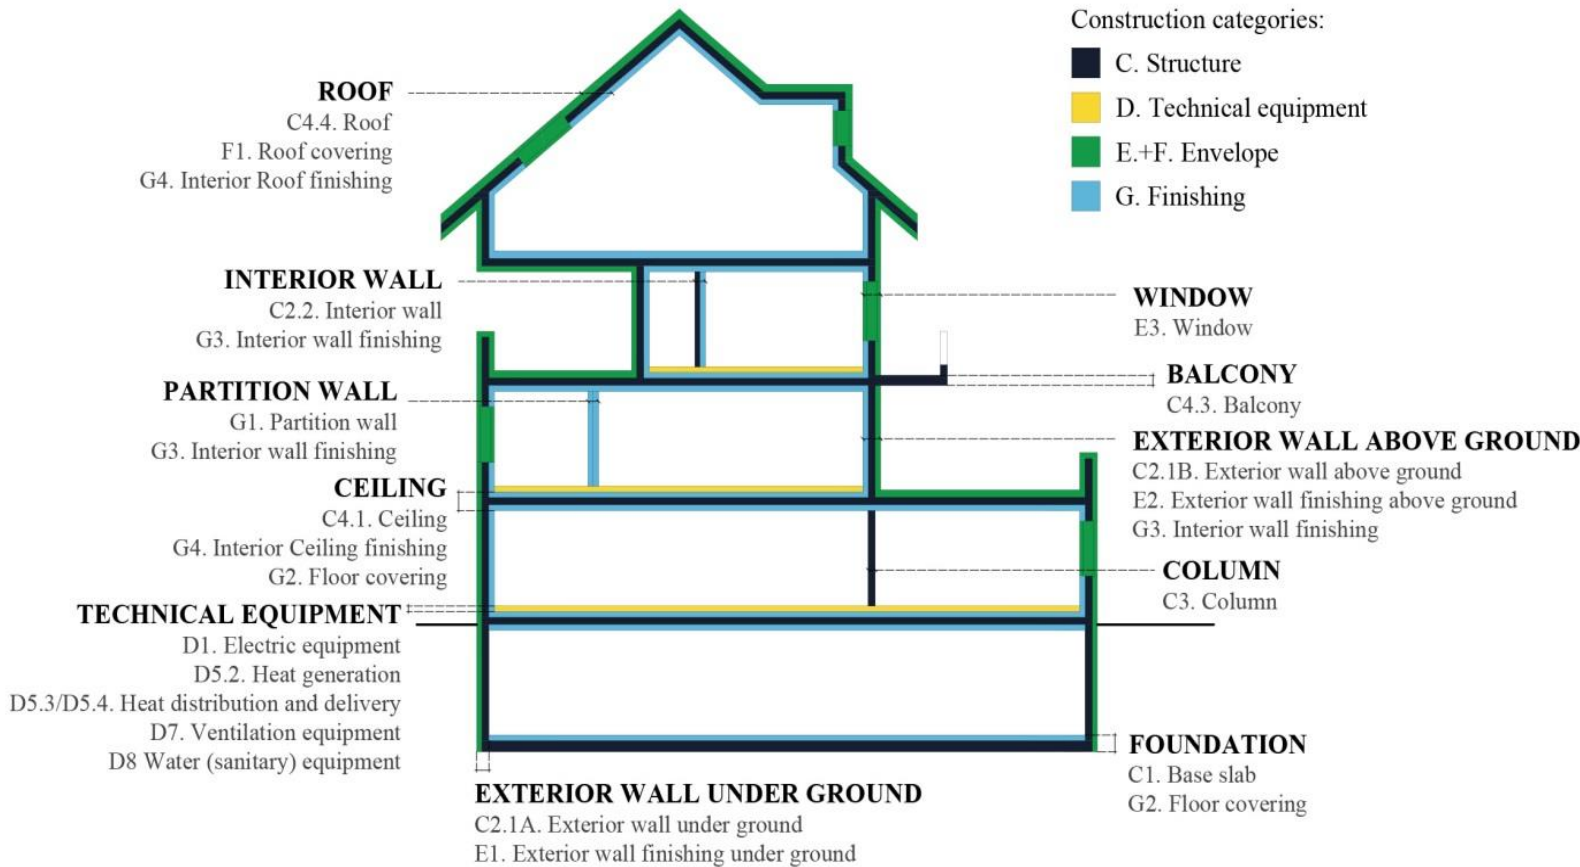 Construction categories:
C. Structure
D. Technical equipment
E.+F. Envelope
G. Finishing
ROOF
C4.4. Roof
F1. Roof covering
G4. Interior Roof finishing
INTERIOR WALL
C2.2. Interior wall
G3. Interior wall finishing
PARTITION WALL
G1. Partition wall
G3. Interior wall finishing
CEILING
C4.1. Ceiling
G4. Interior Ceiling finishing
G2. Floor covering
TECHNICAL EQUIPMENT
D1. Electric equipment
D5.2. Heat generation
D5.3/D5.4. Heat distribution and delivery
D7. Ventilation equipment
D8 Water (sanitary) equipment
EXTERIOR WALL UNDER GROUND
C2.1A. Exterior wall under ground
E1. Exterior wall finishing under ground
WINDOW
E3. Window
BALCONY
C4.3. Balcony
EXTERIOR WALL ABOVE GROUND
C2.1B. Exterior wall above ground
E2. Exterior wall finishing above ground
G3. Interior wall finishing
COLUMN
C3. Column
FOUNDATION
C1. Base slab
G2. Floor covering